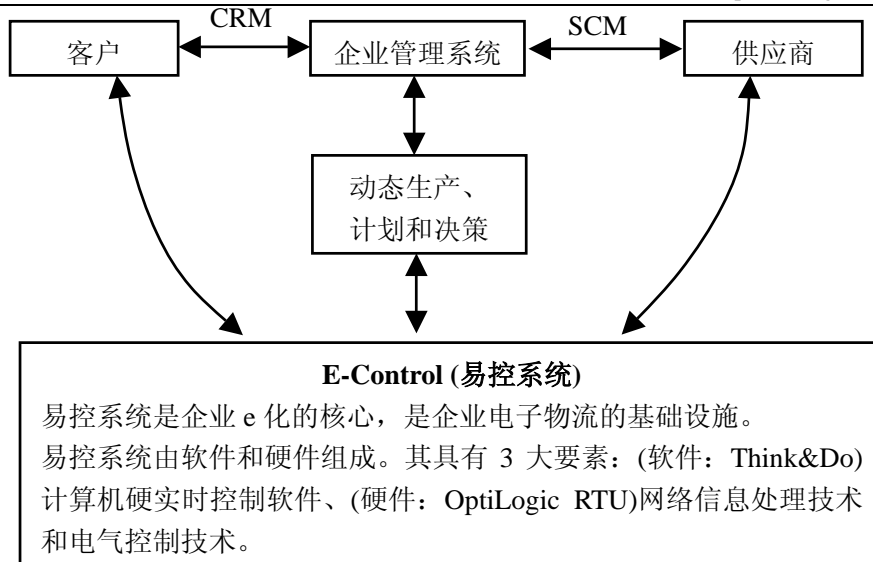 CRM
SCM
客户
企业管理系统
供应商
动态生产、
计划和决策
E-Control (易控系统)
易控系统是企业 e 化的核心，是企业电子物流的基础设施。
易控系统由软件和硬件组成。其具有 3 大要素：(软件：Think&Do)
计算机硬实时控制软件、(硬件：OptiLogic RTU)网络信息处理技术
和电气控制技术。